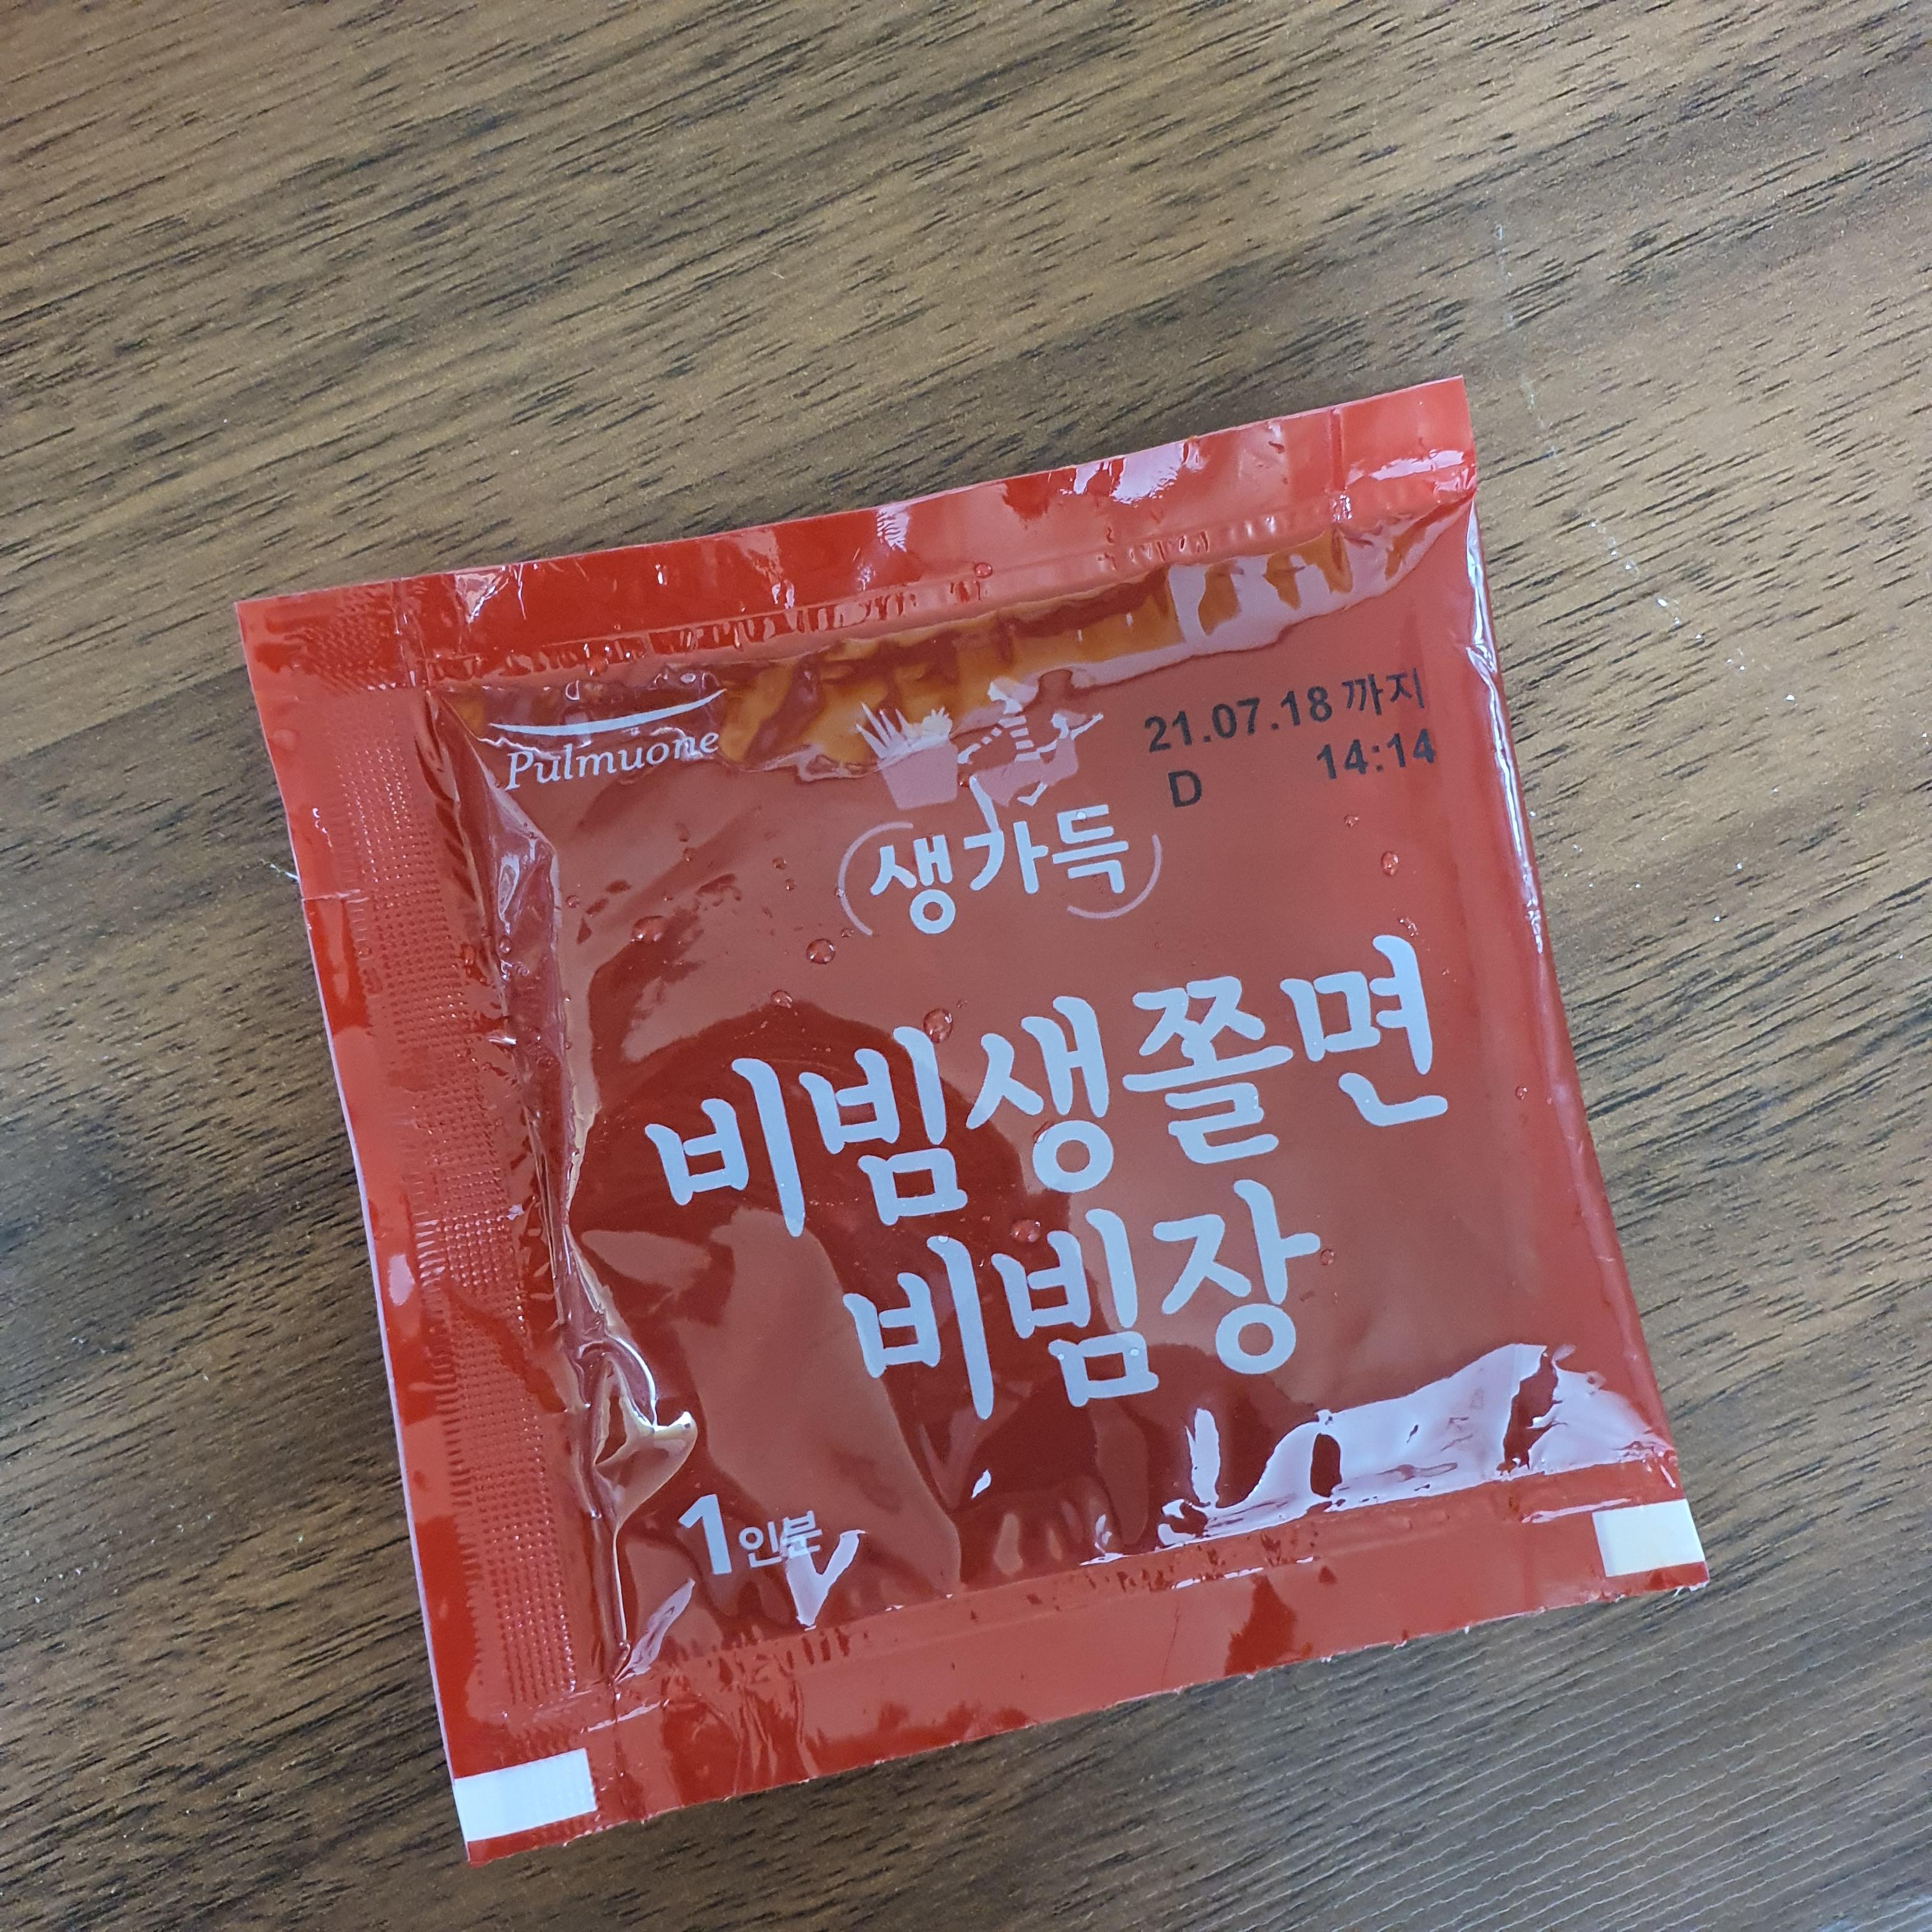 Pulmuone
21.07.18 까지
D 14:14
생가득
비빔생쫄면
비빔장
1인분